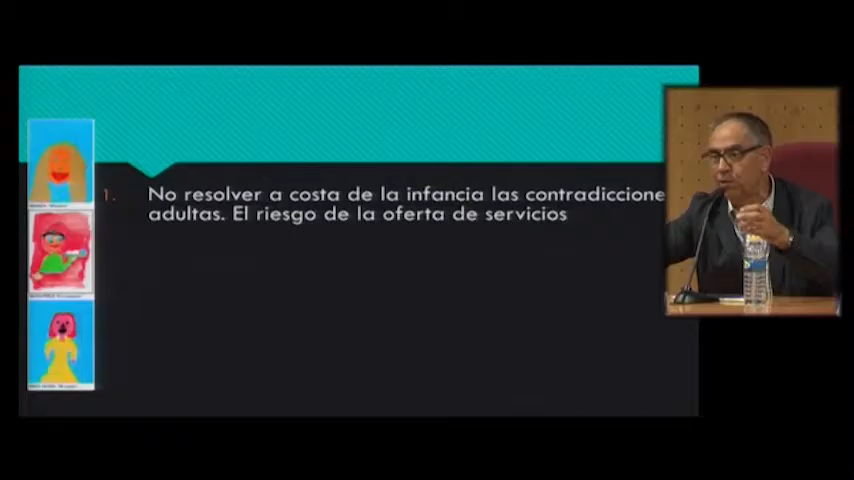 1. No resolver a costa de la infancia las contradiccione
adultas. El riesgo de la oferta de servicios